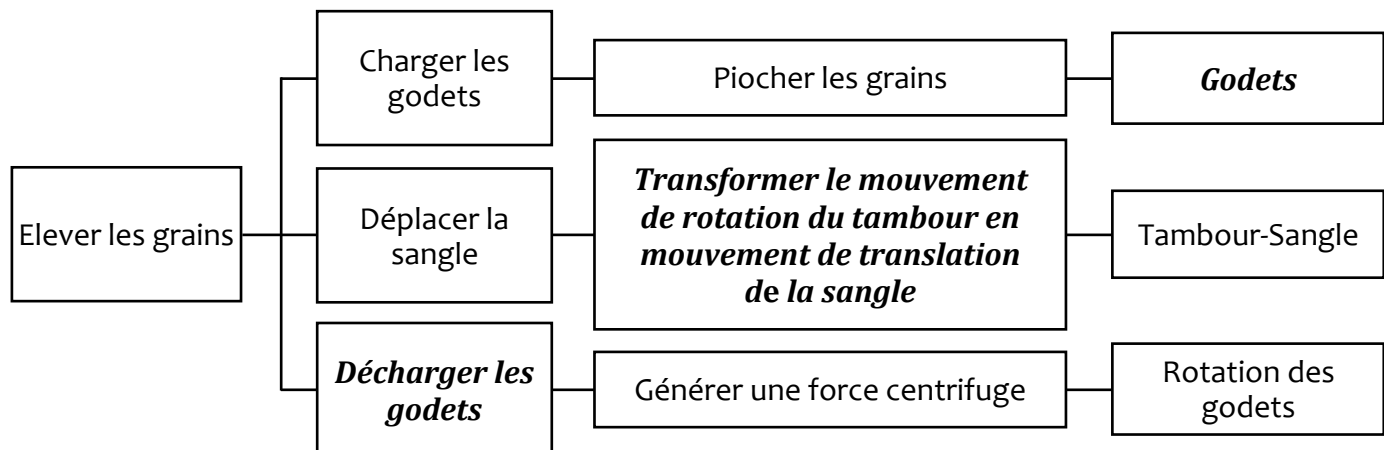 Charger les
godets
Piocher les grains
Godets
Elever les grains
Déplacer la
sangle
Transformer le mouvement
de rotation du tambour en
mouvement de translation
de la sangle
Tambour-Sangle
Décharger les
godets
Générer une force centrifuge
Rotation des
godets